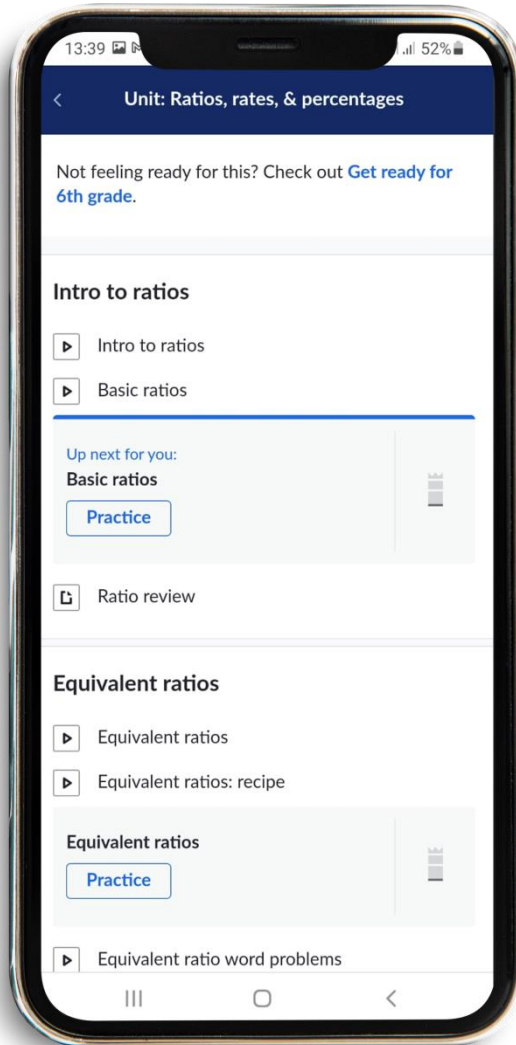 13:39
52%
Unit: Ratios, rates, & percentages
Not feeling ready for this? Check out Get ready for
6th grade.
Intro to ratios
Intro to ratios
Basic ratios
Up next for you:
Basic ratios
Practice
Ratio review
Equivalent ratios
Equivalent ratios
Equivalent ratios: recipe
Equivalent ratios
Practice
Equivalent ratio word problems